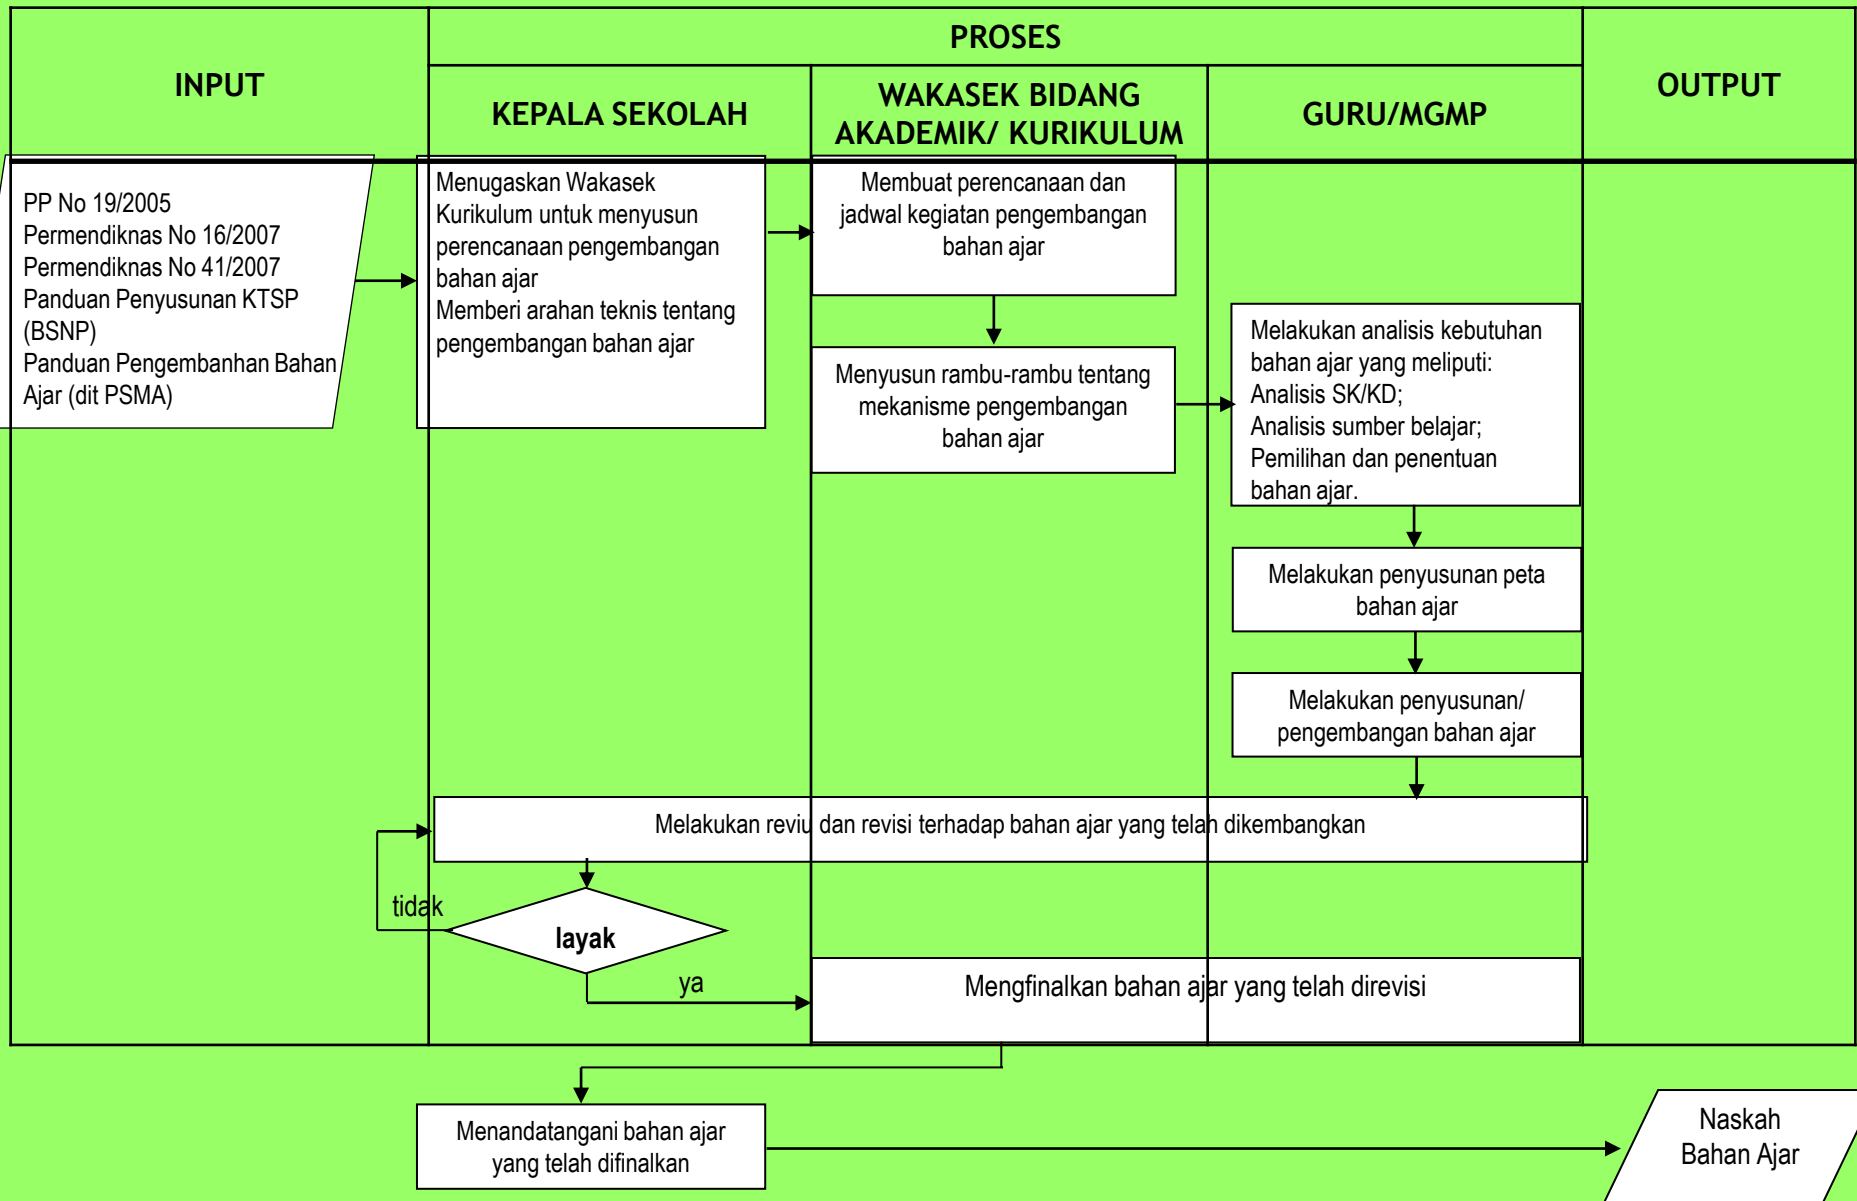 INPUT
PROSES
OUTPUT
KEPALA SEKOLAH
WAKASEK BIDANG
AKADEMIK/ KURIKULUM
GURU/MGMP
PP No 19/2005
Permendiknas No 16/2007
Permendiknas No 41/2007
Panduan Penyusunan KTSP
(BSNP)
Panduan Pengembanhan Bahan
Ajar (dit PSMA)
Menugaskan Wakasek
Kurikulum untuk menyusun
perencanaan pengembangan
bahan ajar
Memberi arahan teknis tentang
pengembangan bahan ajar
Membuat perencanaan dan
jadwal kegiatan pengembangan
bahan ajar
Menyusun rambu-rambu tentang
mekanisme pengembangan
bahan ajar
Melakukan analisis kebutuhan
bahan ajar yang meliputi:
Analisis SK/KD;
Analisis sumber belajar;
Pemilihan dan penentuan
bahan ajar.
Melakukan penyusunan peta
bahan ajar
Melakukan penyusunan/
pengembangan bahan ajar
Melakukan reviu dan revisi terhadap bahan ajar yang telah dikembangkan
tidak
layak
ya
Mengfinalkan bahan ajar yang telah direvisi
Menandatangani bahan ajar
yang telah difinalkan
Naskah
Bahan Ajar